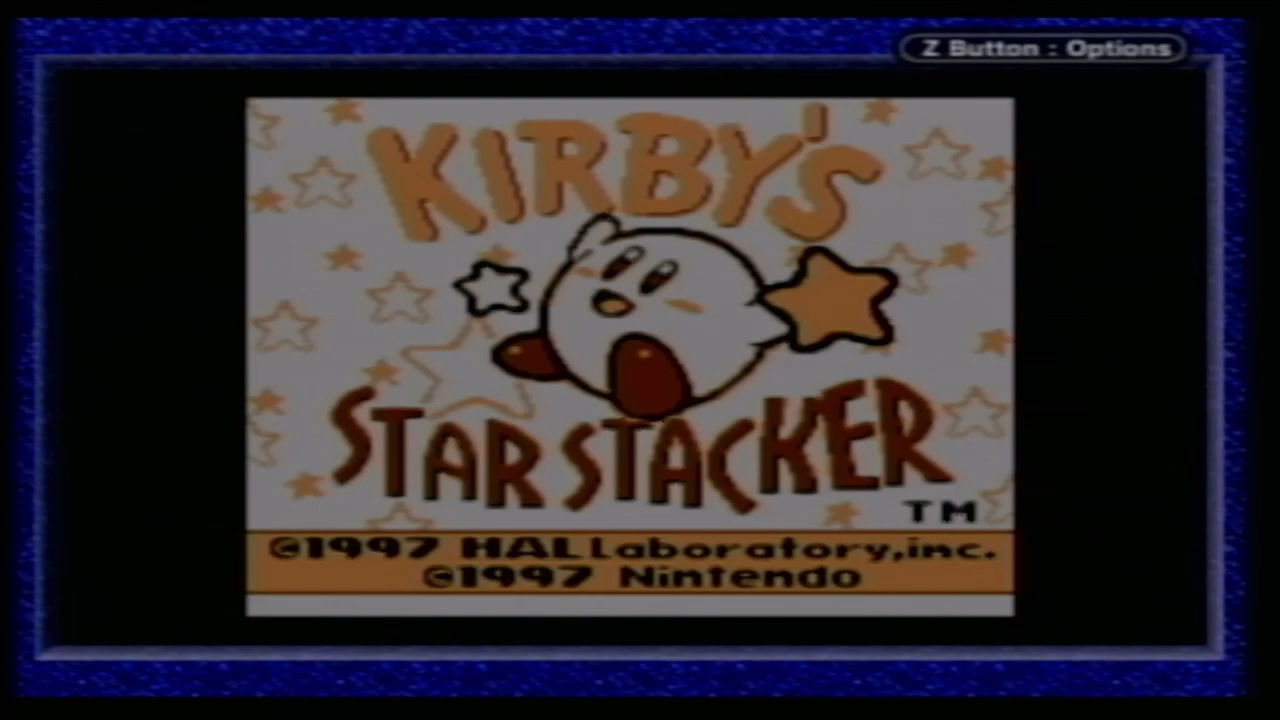 Z Button : Options
KIRBY'S
STAR STACKER
TM
©1997 HAL Laboratory,inc.
©1997 Nintendo